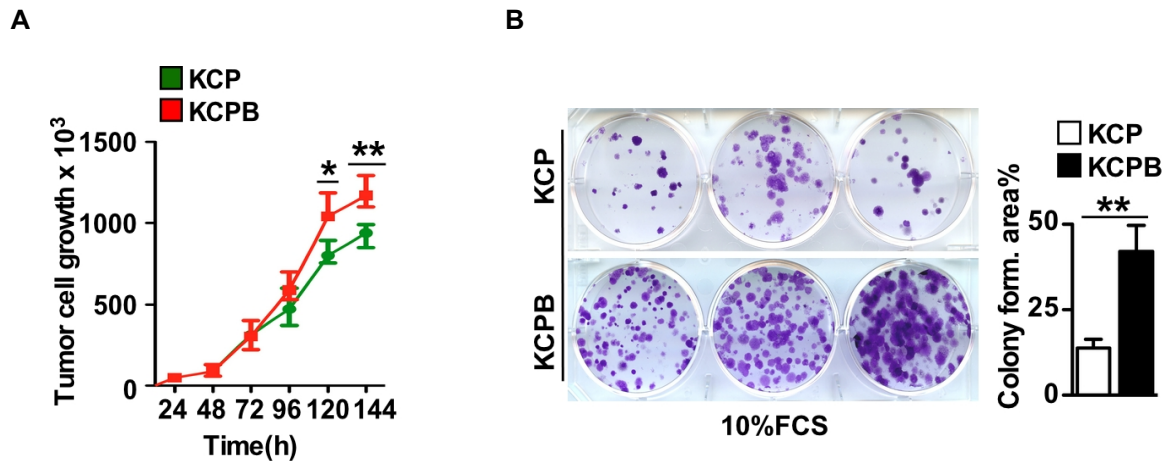 A
KCP
KCPB
Tumor cell growth x 10³
1500
1000
500
0
*
**
24 48 72 96 120 144
Time(h)
B
KCP
KCPB
10%FCS
KCP
KCPB
Colony form. area%
50
25
0
**